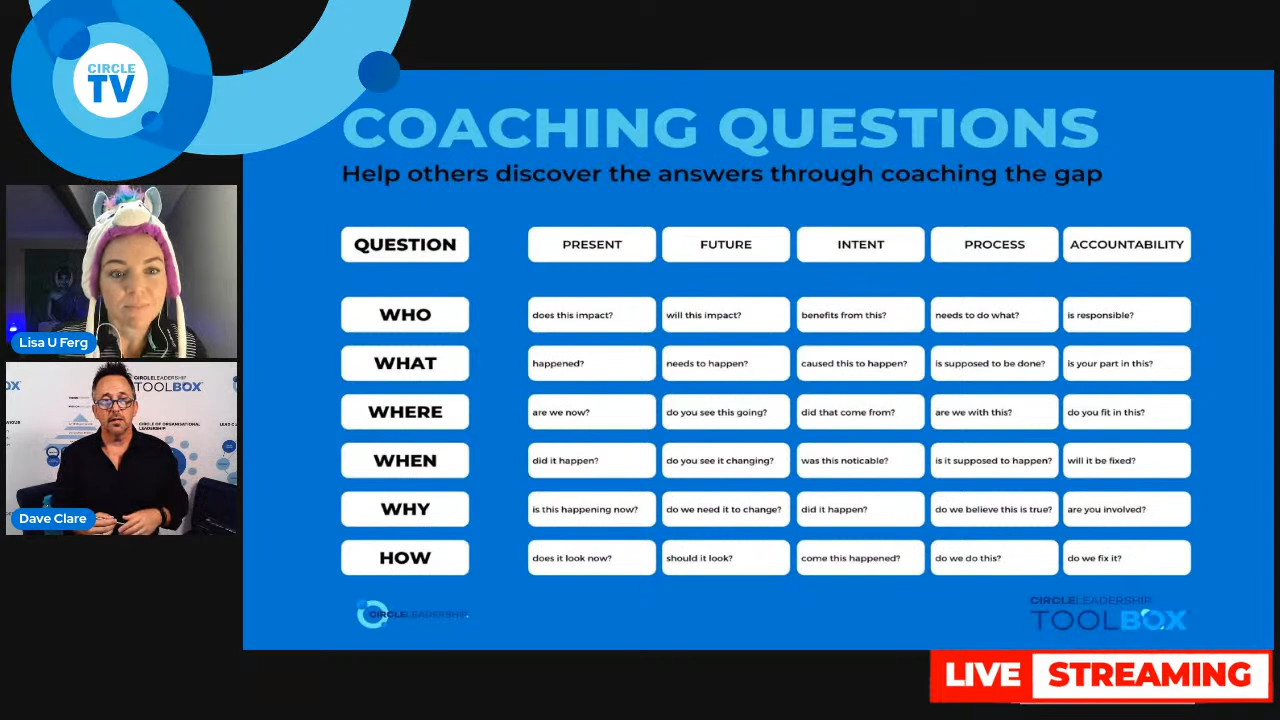 CIRCLE
TV
COACHING QUESTIONS
Help others discover the answers through coaching the gap
QUESTION PRESENT FUTURE INTENT PROCESS ACCOUNTABILITY
WHO does this impact? will this impact? benefits from this? needs to do what? is responsible?
WHAT happened? needs to happen? caused this to happen? is supposed to be done? is your part in this?
WHERE are we now? do you see this going? did that come from? are we with this? do you fit in this?
WHEN did it happen? do you see it changing? was this noticable? is it supposed to happen? will it be fixed?
WHY is this happening now? do we need it to change? did it happen? do we believe this is true? are you involved?
HOW does it look now? should it look? come this happened? do we do this? do we fix it?
CIRCLELEADERSHIP
CIRCLELEADERSHIP
TOOLBOX
LIVE STREAMING
Lisa U Ferg
CIRCLELEADERSHIP
TOOLBOX
CIRCLE OF ORGANISATIONAL
LEADERSHIP
Dave Clare